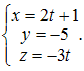 x = 2t + 1
y = −5 .
z = −3t